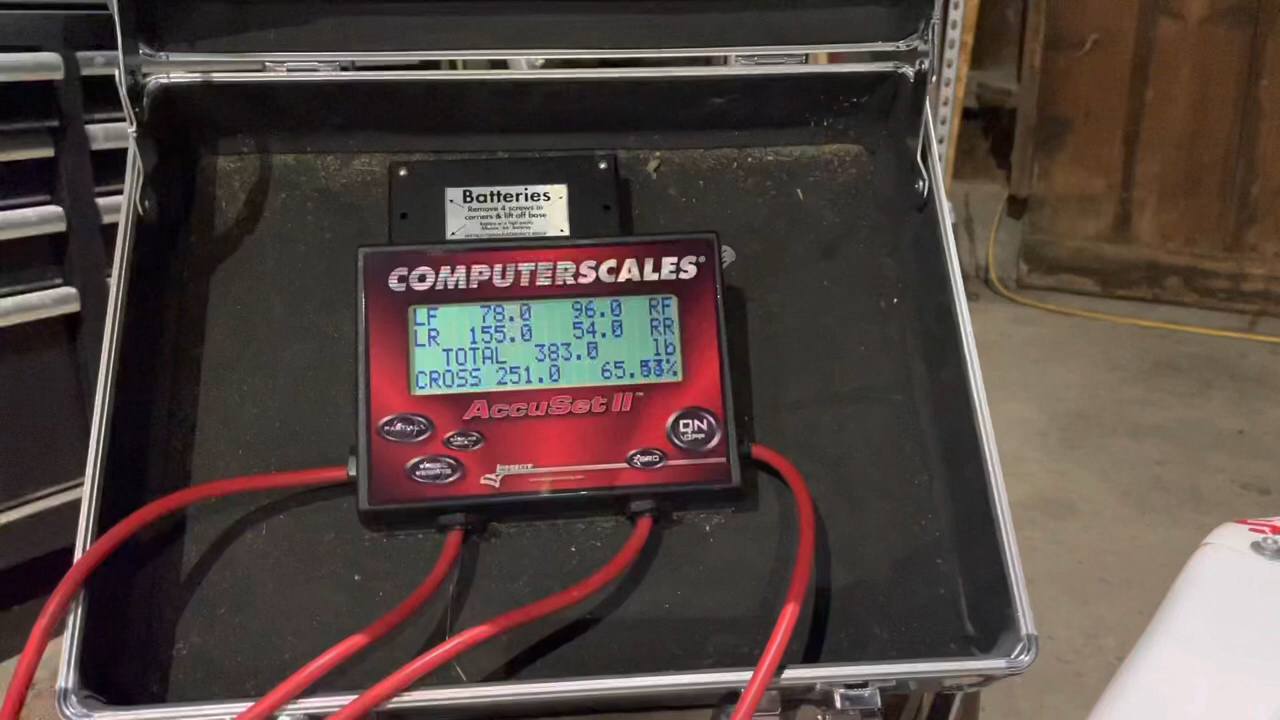 Batteries
Remove 4 screws in
corners & lift off base
COMPUTERSCALES®
LF 78.0 96.0 RF
LR 155.0 54.0 RR
TOTAL 383.0 lb
CROSS 251.0
AccuSet II™
ON
OFF
ZERO